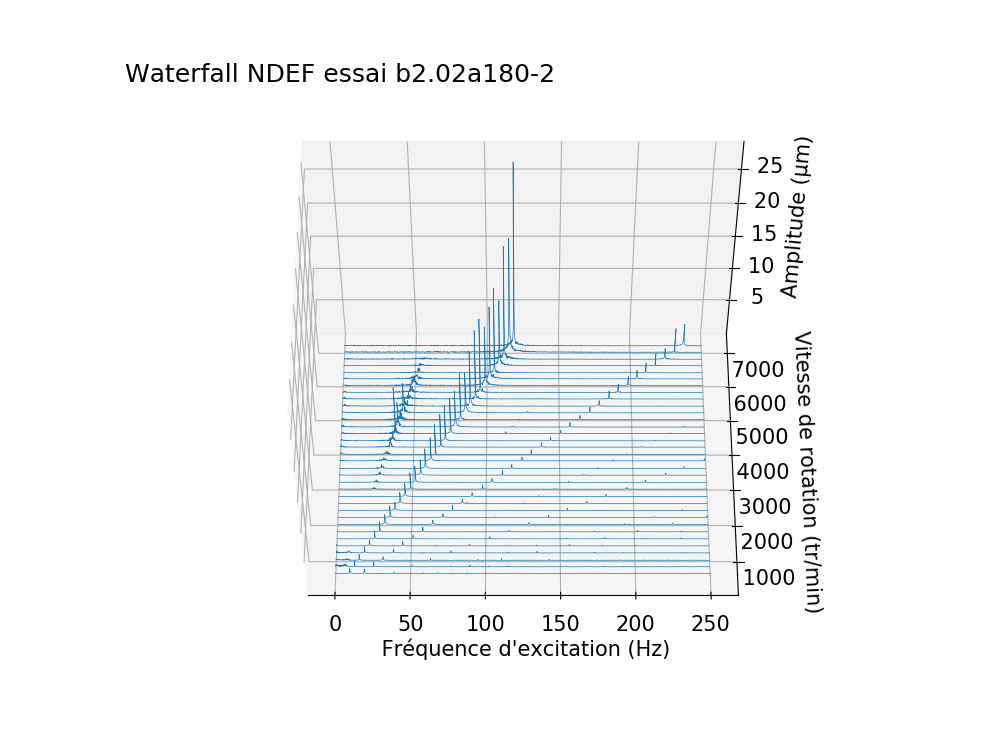 Waterfall NDEF essai b2.02a180-2
25
20
15
10
5
Amplitude (μm)
7000
6000
5000
4000
3000
2000
1000
Vitesse de rotation (tr/min)
0 50 100 150 200 250
Fréquence d'excitation (Hz)